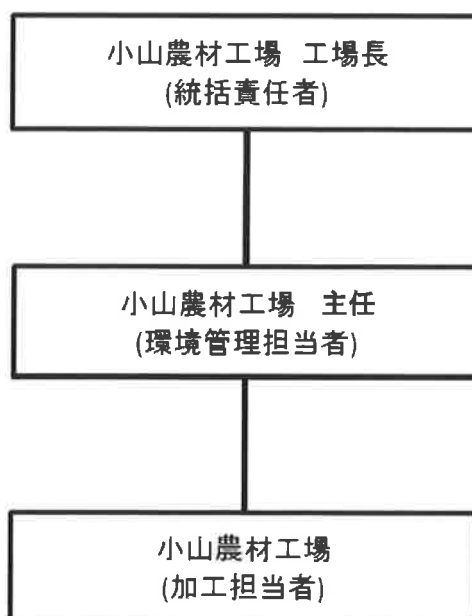 小山農材工場 工場長
(統括責任者)
小山農材工場 主任
(環境管理担当者)
小山農材工場
(加工担当者)